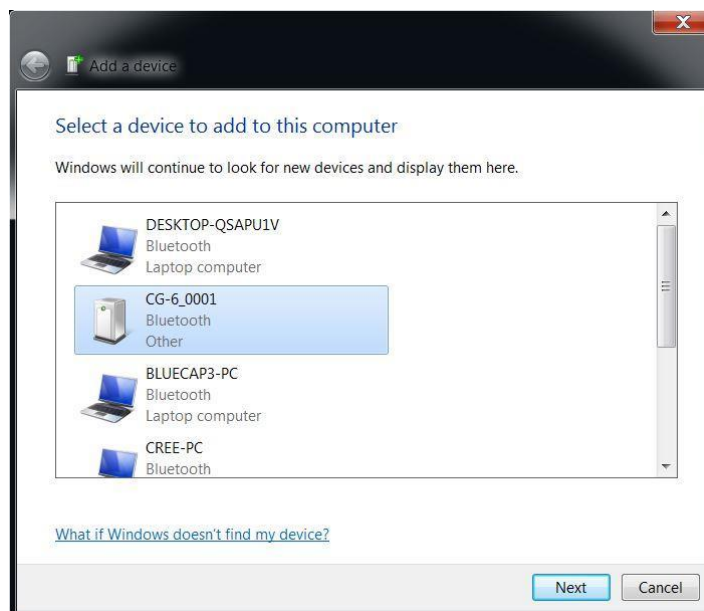 Add a device
Select a device to add to this computer
Windows will continue to look for new devices and display them here.
DESKTOP-QSAPU1V
Bluetooth
Laptop computer
CG-6_0001
Bluetooth
Other
BLUECAP3-PC
Bluetooth
Laptop computer
CREE-PC
Bluetooth
What if Windows doesn't find my device?
Next
Cancel